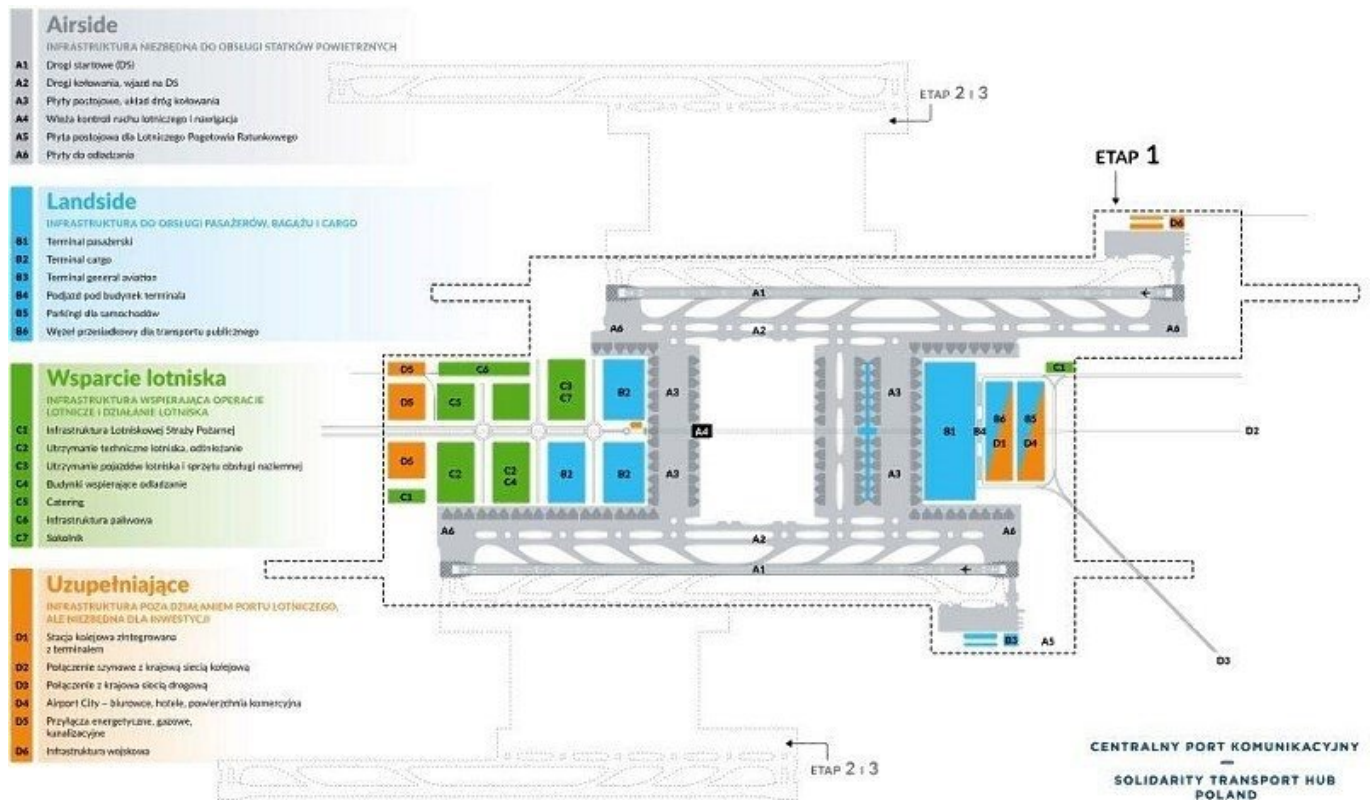 Airside
INFRASTRUKTURA NIEZBĘDNA DO OBSŁUGI STATKÓW POWIETRZNYCH
A1 Drogi startowe (DS)
A2 Drogi kołowania, wjazd na DS
A3 Płyty postojowe, układ dróg kołowania
A4 Wieża kontroli ruchu lotniczego i nawigacja
A5 Płyta postojowa dla Lotniczego Pogotowia Ratunkowego
A6 Płyty do odladzania
Landside
INFRASTRUKTURA DO OBSŁUGI PASAŻERÓW, BAGAŻU I CARGO
B1 Terminal pasażerski
B2 Terminal cargo
B3 Terminal general aviation
B4 Podjazd pod budynek terminala
B5 Parkingi dla samochodów
B6 Węzeł przesiadkowy dla transportu publicznego
Wsparcie lotniska
INFRASTRUKTURA WSPIERAJĄCA OPERACJE
LOTNICZE I DZIAŁANIE LOTNISKA
C1 Infrastruktura Lotniskowej Straży Pożarnej
C2 Utrzymanie techniczne lotniska, odśnieżanie
C3 Utrzymanie pojazdów lotniska i sprzętu obsługi naziemnej
C4 Budynki wspierające odladzanie
C5 Catering
C6 Infrastruktura paliwowa
C7 Sokolnik
Uzupełniające
INFRASTRUKTURA POZA DZIAŁANIEM PORTU LOTNICZEGO,
ALE NIEZBĘDNA DLA INWESTYCJI
D1 Stacja kolejowa zintegrowana
z terminalem
D2 Połączenie szynowe z krajową siecią kolejową
D3 Połączenie z krajową siecią drogową
D4 Airport City – biurowce, hotele, powierzchnia komercyjna
D5 Przyłącza energetyczne, gazowe,
kanalizacyjne
D6 Infrastruktura wojskowa
ETAP 2 i 3
ETAP 1
D6
A1
A6
A2
A6
D5
C6
C3
C7
B2
A3
A3
C1
D5
C5
B1
B4
B6
D1
B5
D4
A4
D2
D5
C2
C2
C4
B2
B2
A3
A3
C1
A6
A2
A6
A1
B3
A5
D3
ETAP 2 i 3
CENTRALNY PORT KOMUNIKACYJNY
—
SOLIDARITY TRANSPORT HUB
POLAND